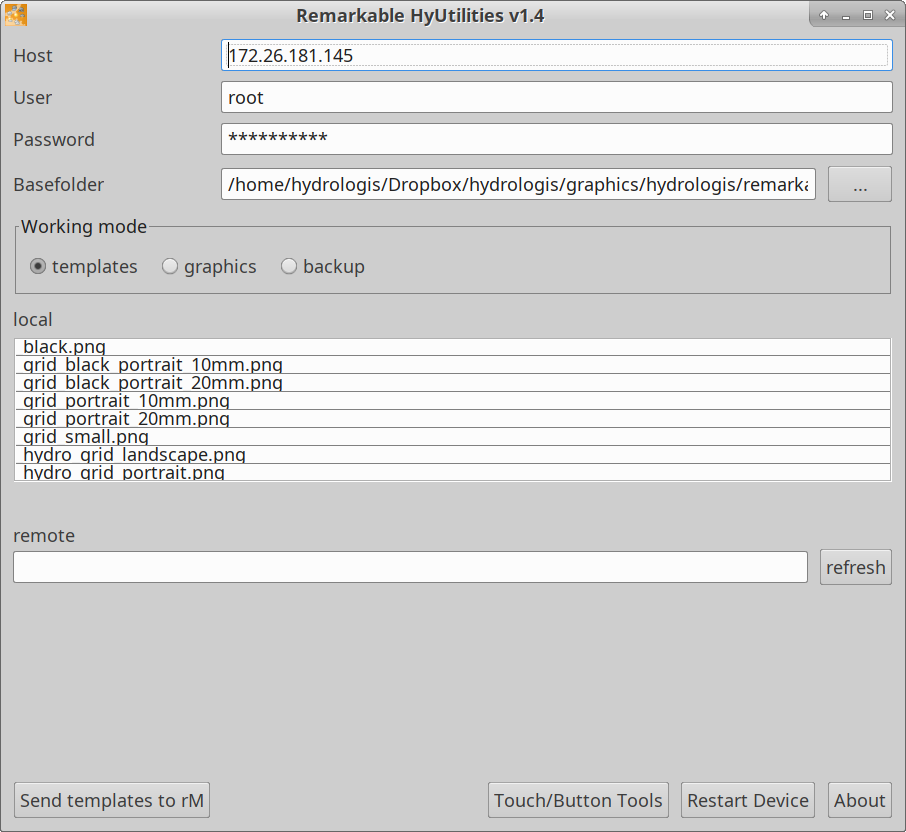 Remarkable HyUtilities v1.4
Host 172.26.181.145
User root
Password **********
Basefolder /home/hydrologis/Dropbox/hydrologis/graphics/hydrologis/remarka ...
Working mode
templates graphics backup
local
black.png
grid_black_portrait_10mm.png
grid_black_portrait_20mm.png
grid_portrait_10mm.png
grid_portrait_20mm.png
grid_small.png
hydro_grid_landscape.png
hydro_grid_portrait.png
remote
refresh
Send templates to rM Touch/Button Tools Restart Device About